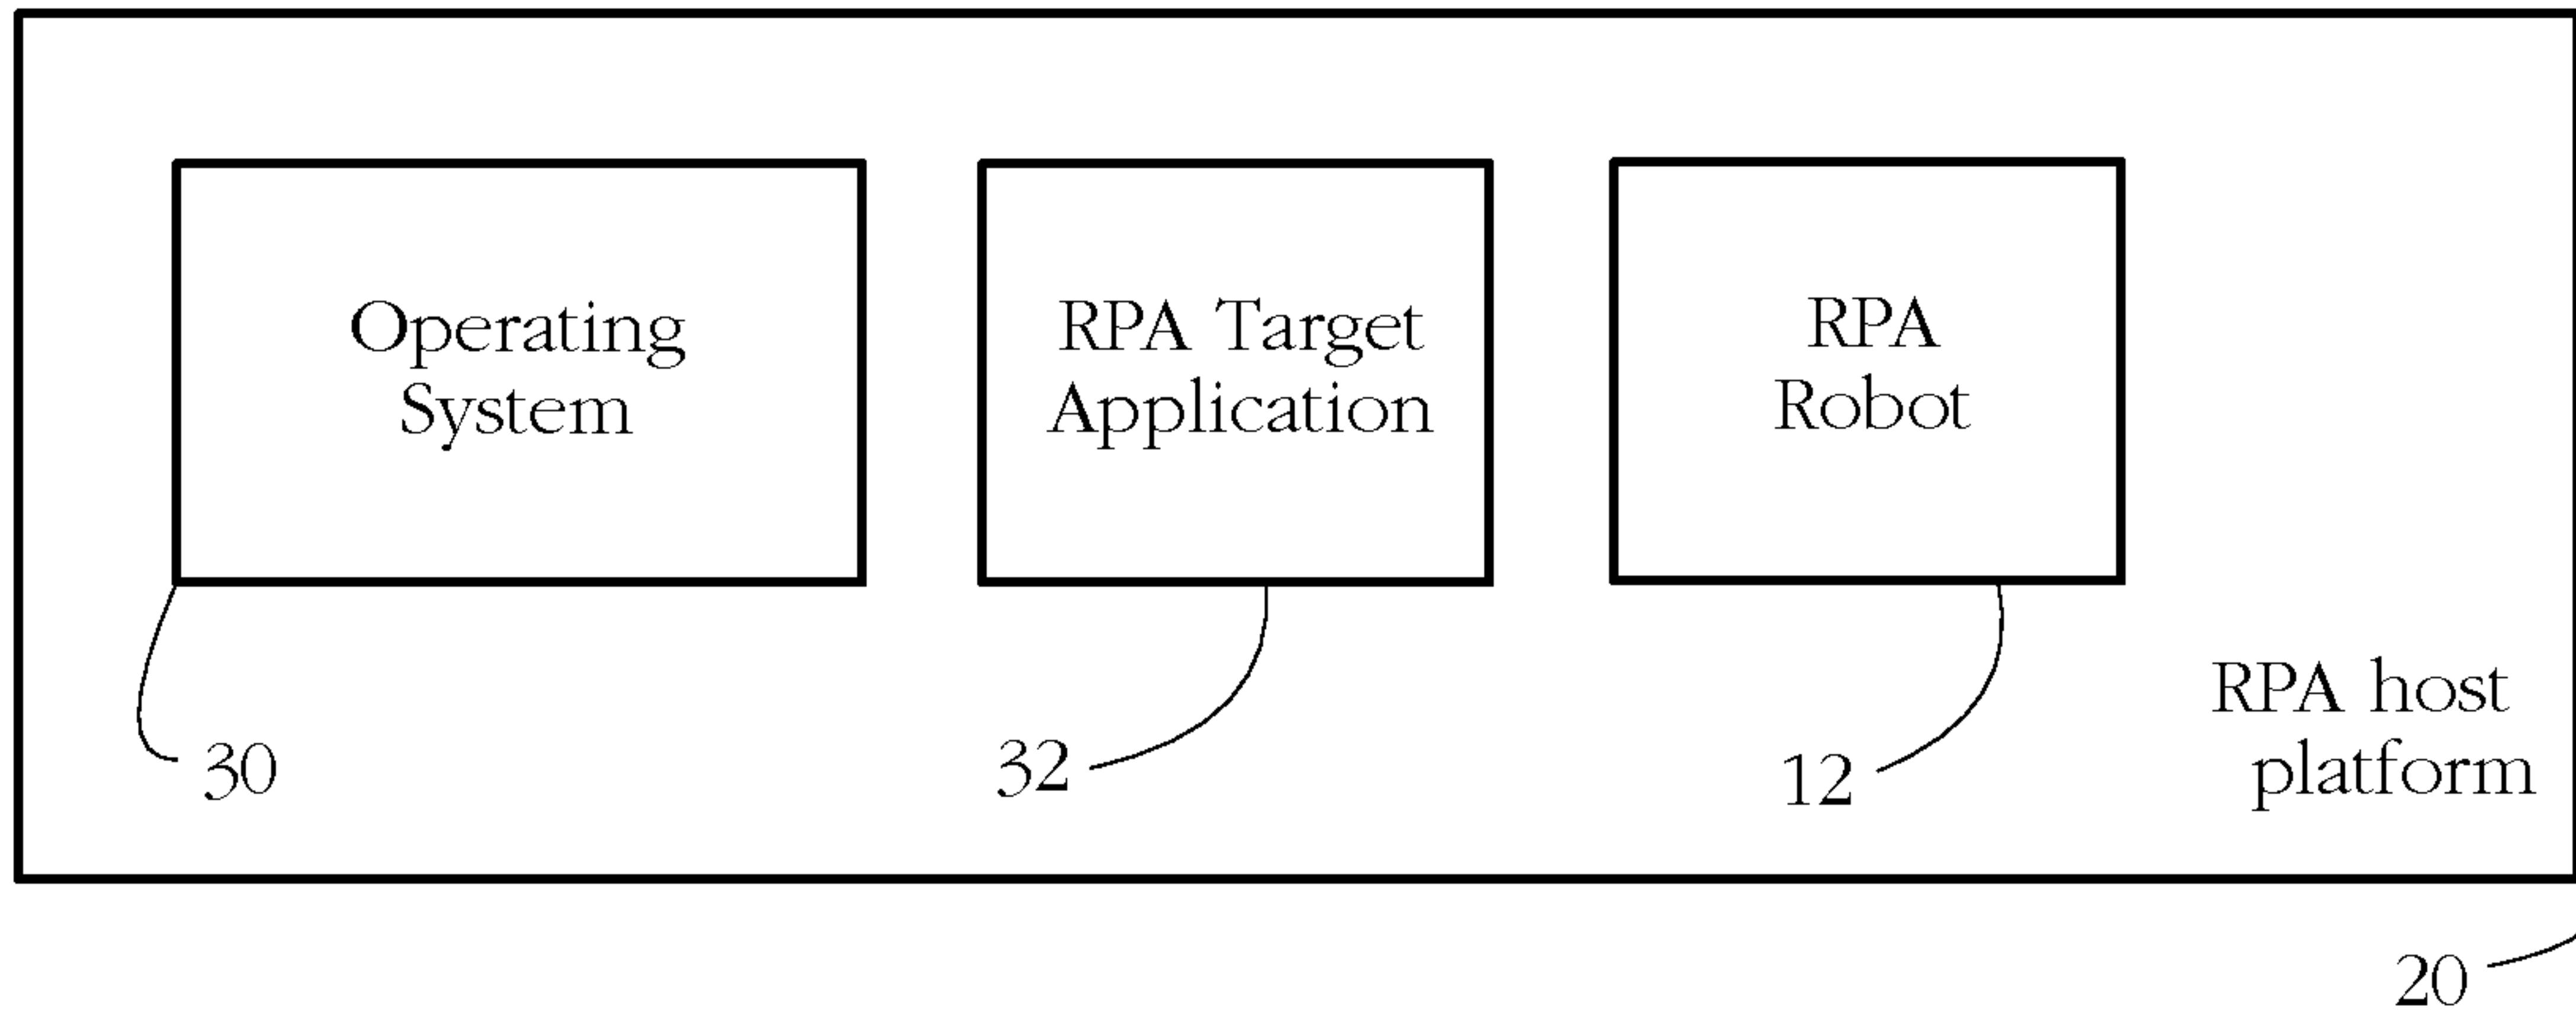 Operating
System
RPA Target
Application
RPA
Robot
30
32
12
RPA host
platform
20